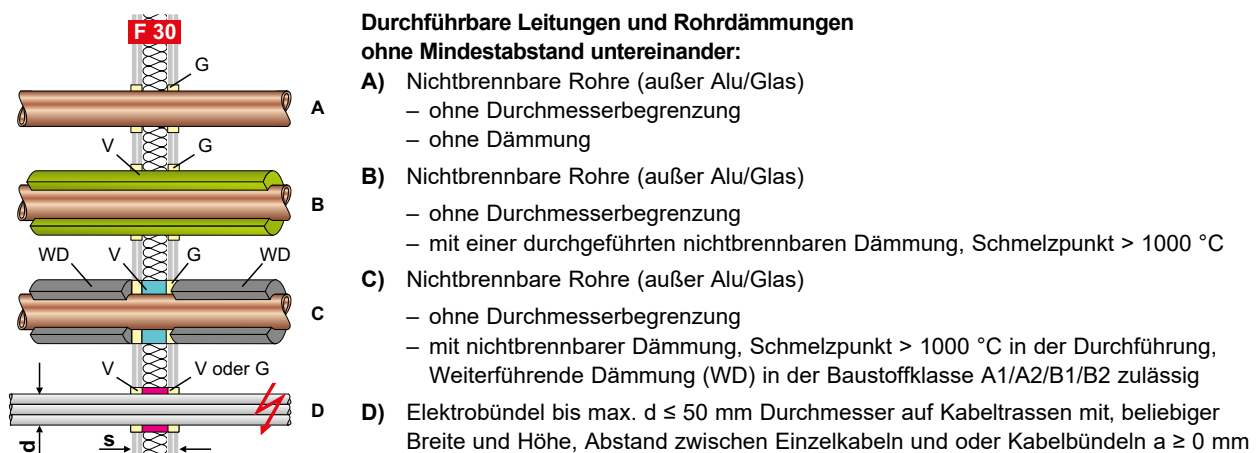 F 30
G
A
V
G
B
WD
V
G
WD
C
V
V oder G
D
d
s
Durchführbare Leitungen und Rohrdämmungen
ohne Mindestabstand untereinander:
A) Nichtbrennbare Rohre (außer Alu/Glas)
– ohne Durchmesserbegrenzung
– ohne Dämmung
B) Nichtbrennbare Rohre (außer Alu/Glas)
– ohne Durchmesserbegrenzung
– mit einer durchgeführten nichtbrennbaren Dämmung, Schmelzpunkt > 1000 °C
C) Nichtbrennbare Rohre (außer Alu/Glas)
– ohne Durchmesserbegrenzung
– mit nichtbrennbarer Dämmung, Schmelzpunkt > 1000 °C in der Durchführung,
Weiterführende Dämmung (WD) in der Baustoffklasse A1/A2/B1/B2 zulässig
D) Elektrobündel bis max. d ≤ 50 mm Durchmesser auf Kabeltrassen mit, beliebiger
Breite und Höhe, Abstand zwischen Einzelkabeln und oder Kabelbündeln a ≥ 0 mm